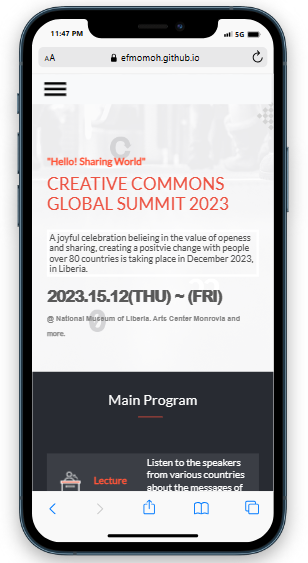 11:47 PM
5G
AA
efmomoh.github.io
"Hello! Sharing World"
CREATIVE COMMONS
GLOBAL SUMMIT 2023
A joyful celebration belieing in the value of openess
and sharing, creating a positvie change with people
over 80 countries is taking place in December 2023,
in Liberia.
2023.15.12(THU) ~ (FRI)
@ National Museum of Liberia. Arts Center Monrovia and
more.
Main Program
Lecture
Listen to the speakers
from various countries
about the messages of